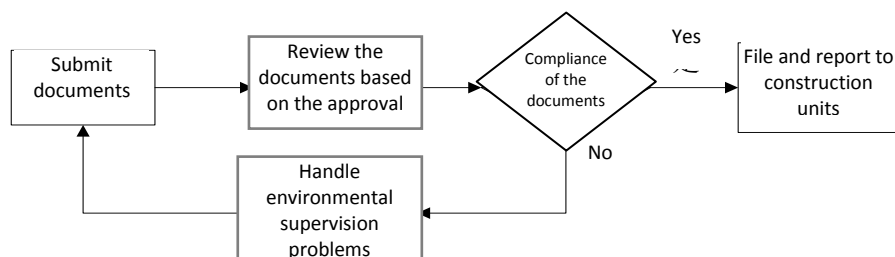 Submit
documents
Review the
documents based
on the approval
Compliance
of the
documents
Yes
File and report to
construction
units
No
Handle
environmental
supervision
problems